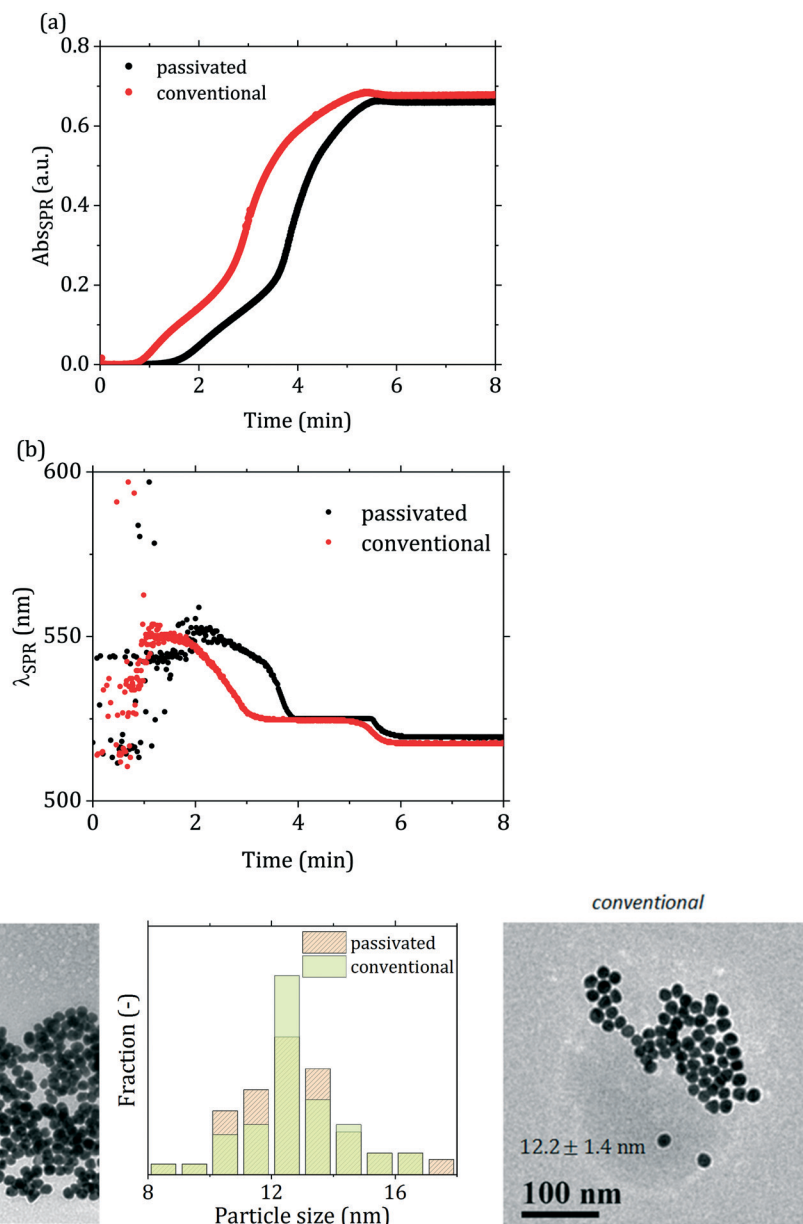 (a)
0.8
passivated
conventional
0.6
Abs_SPR (a.u.)
0.4
0.2
0.0
0 2 4 6 8
Time (min)
(b)
600
passivated
conventional
λ_SPR (nm)
550
500
0 2 4 6 8
Time (min)
conventional
passivated
conventional
Fraction (-)
12.2 ± 1.4 nm
8 12 16
100 nm
Particle size (nm)